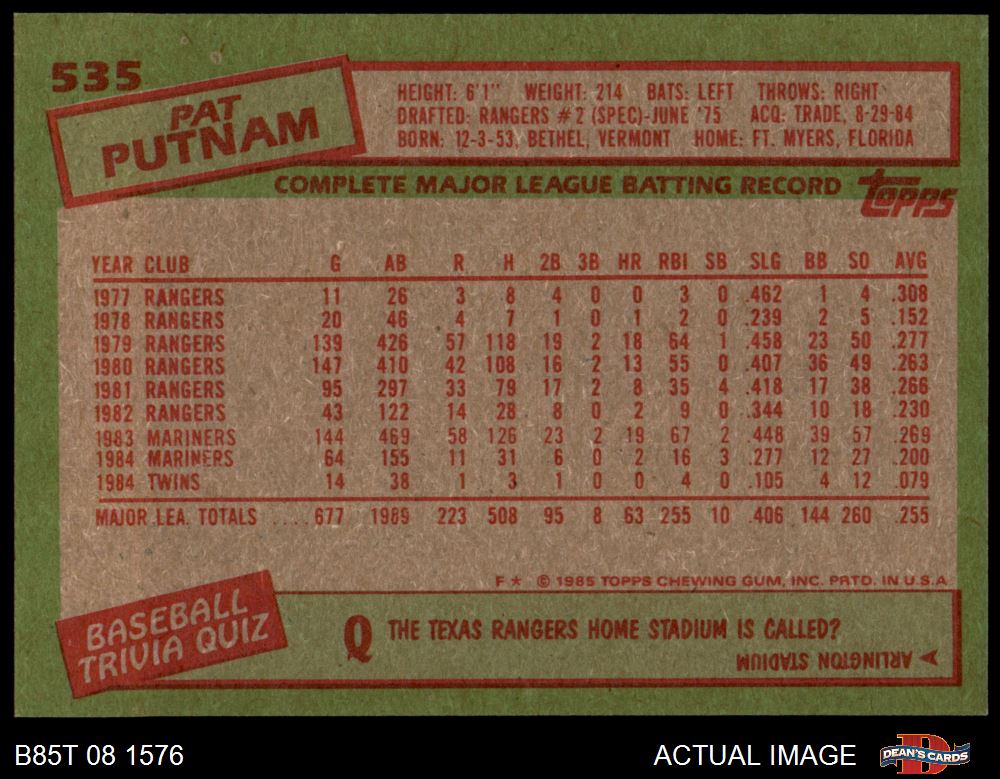 535
PAT
PUTNAM
HEIGHT: 6'1" WEIGHT: 214 BATS: LEFT THROWS: RIGHT
DRAFTED: RANGERS #2 (SPEC)-JUNE '75 ACQ: TRADE, 8-29-84
BORN: 12-3-53, BETHEL, VERMONT HOME: FT. MYERS, FLORIDA
COMPLETE MAJOR LEAGUE BATTING RECORD
TOPPS
YEAR CLUB G AB R H 2B 3B HR RBI SB SLG BB SO AVG
1977 RANGERS 11 26 3 8 4 0 0 3 0 .462 1 4 .308
1978 RANGERS 20 46 4 7 1 0 1 2 0 .239 2 5 .152
1979 RANGERS 139 426 57 118 19 2 18 64 1 .458 23 50 .277
1980 RANGERS 147 410 42 108 16 2 13 55 0 .407 36 49 .263
1981 RANGERS 95 297 33 79 17 2 8 35 4 .418 17 38 .266
1982 RANGERS 43 122 14 28 8 0 2 9 0 .344 10 18 .230
1983 MARINERS 144 469 58 126 23 2 19 67 2 .448 39 57 .269
1984 MARINERS 64 155 11 31 6 0 2 16 3 .277 12 27 .200
1984 TWINS 14 38 1 3 1 0 0 4 0 .105 4 12 .079
MAJOR LEA. TOTALS .... 677 1989 223 508 95 8 63 255 10 .406 144 260 .255
F★ © 1985 TOPPS CHEWING GUM, INC. PRTD. IN U.S.A
BASEBALL
TRIVIA QUIZ
Q THE TEXAS RANGERS HOME STADIUM IS CALLED?
ARLINGTON STADIUM
B85T 08 1576 ACTUAL IMAGE D DEAN'S CARDS